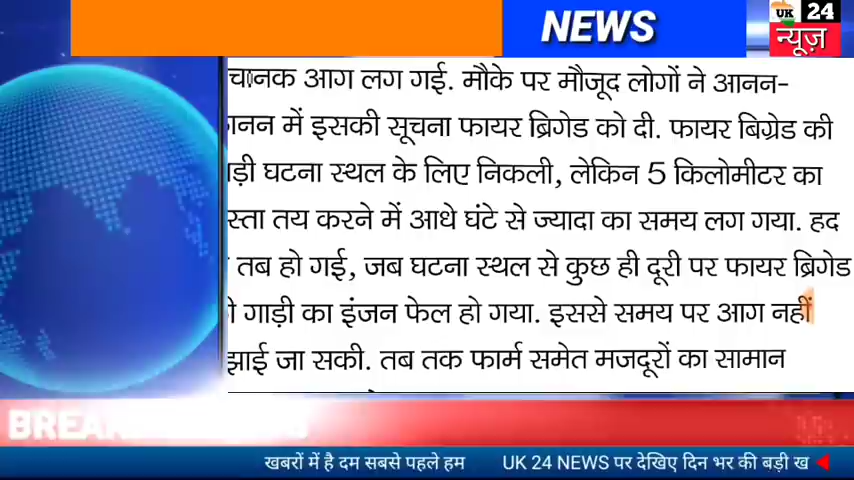 NEWS
UK 24
न्यूज़
चानक आग लग गई. मौके पर मौजूद लोगों ने आनन-
ानन में इसकी सूचना फायर ब्रिगेड को दी. फायर बिग्रेड की
ड़ी घटना स्थल के लिए निकली, लेकिन 5 किलोमीटर का
स्ता तय करने में आधे घंटे से ज्यादा का समय लग गया. हद
तब हो गई, जब घटना स्थल से कुछ ही दूरी पर फायर ब्रिगेड
गाड़ी का इंजन फेल हो गया. इससे समय पर आग नहीं
झाई जा सकी. तब तक फार्म समेत मजदूरों का सामान
खबरों में है दम सबसे पहले हम UK 24 NEWS पर देखिए दिन भर की बड़ी ख